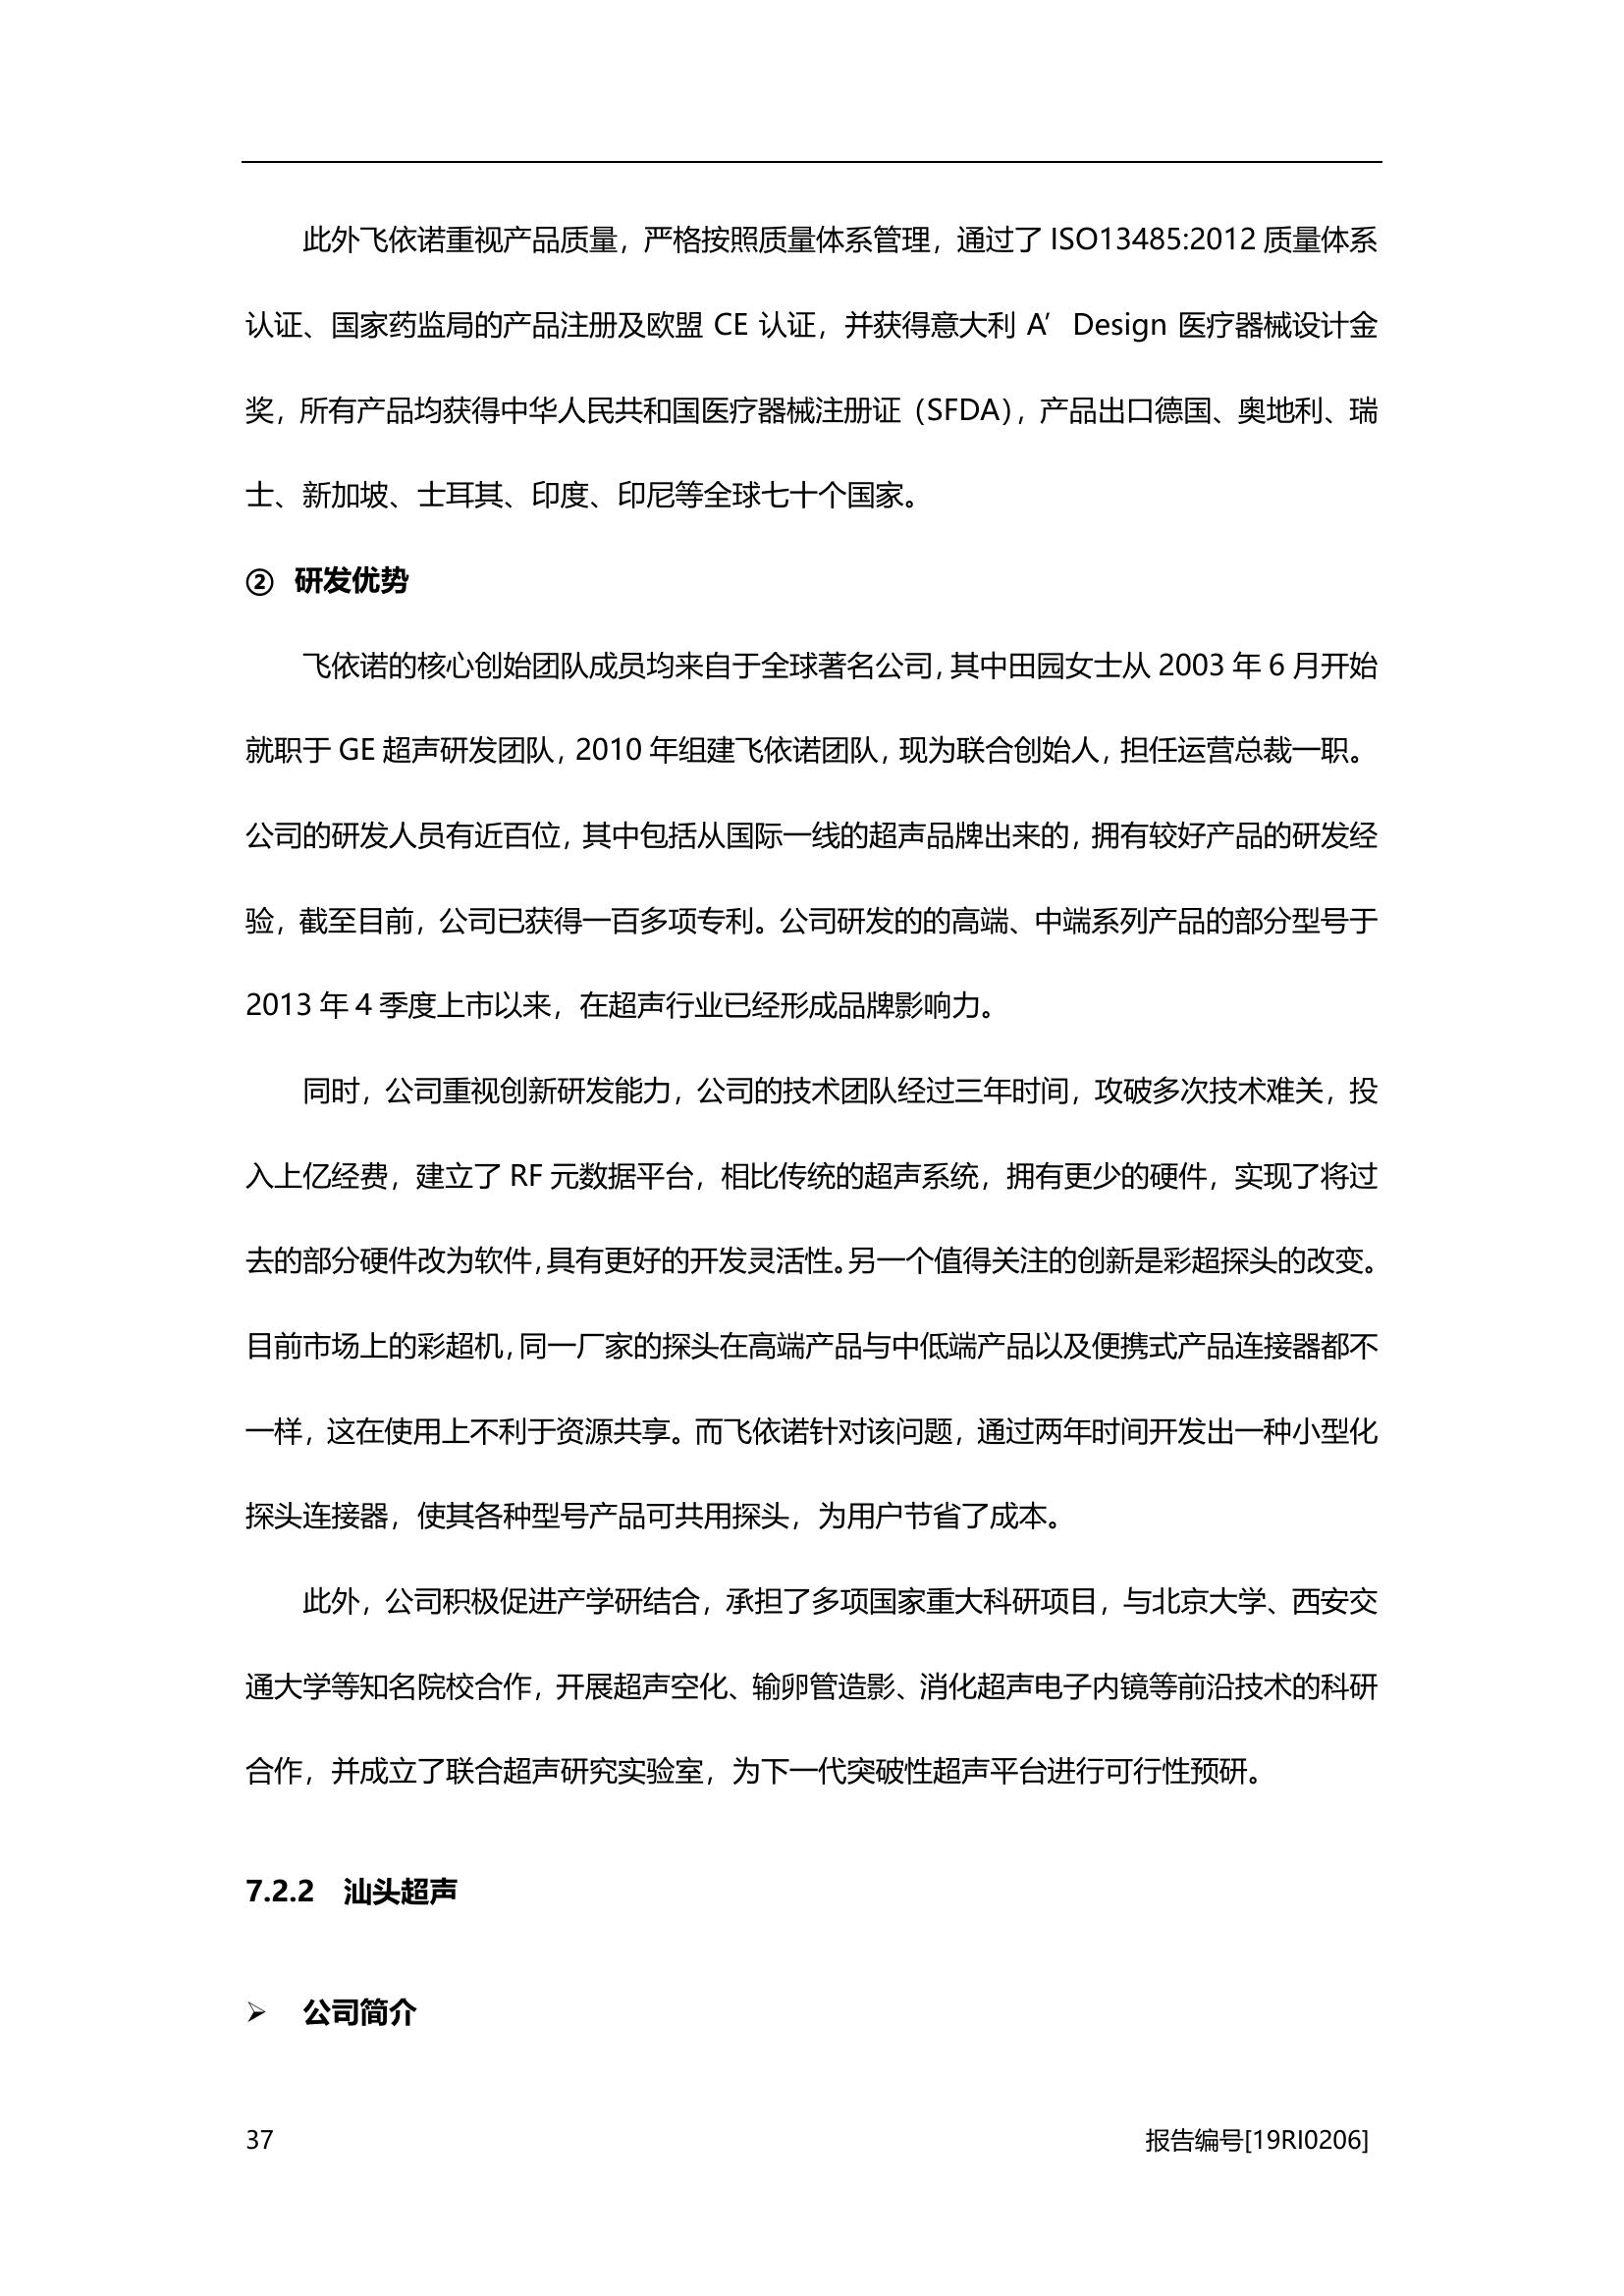 此外飞依诺重视产品质量，严格按照质量体系管理，通过了 ISO13485:2012 质量体系
认证、国家药监局的产品注册及欧盟 CE 认证，并获得意大利 A’Design 医疗器械设计金
奖，所有产品均获得中华人民共和国医疗器械注册证（SFDA），产品出口德国、奥地利、瑞
士、新加坡、士耳其、印度、印尼等全球七十个国家。
② 研发优势
飞依诺的核心创始团队成员均来自于全球著名公司，其中田园女士从 2003 年 6 月开始
就职于 GE 超声研发团队，2010 年组建飞依诺团队，现为联合创始人，担任运营总裁一职。
公司的研发人员有近百位，其中包括从国际一线的超声品牌出来的，拥有较好产品的研发经
验，截至目前，公司已获得一百多项专利。公司研发的的高端、中端系列产品的部分型号于
2013 年 4 季度上市以来，在超声行业已经形成品牌影响力。
同时，公司重视创新研发能力，公司的技术团队经过三年时间，攻破多次技术难关，投
入上亿经费，建立了 RF 元数据平台，相比传统的超声系统，拥有更少的硬件，实现了将过
去的部分硬件改为软件，具有更好的开发灵活性。另一个值得关注的创新是彩超探头的改变。
目前市场上的彩超机，同一厂家的探头在高端产品与中低端产品以及便携式产品连接器都不
一样，这在使用上不利于资源共享。而飞依诺针对该问题，通过两年时间开发出一种小型化
探头连接器，使其各种型号产品可共用探头，为用户节省了成本。
此外，公司积极促进产学研结合，承担了多项国家重大科研项目，与北京大学、西安交
通大学等知名院校合作，开展超声空化、输卵管造影、消化超声电子内镜等前沿技术的科研
合作，并成立了联合超声研究实验室，为下一代突破性超声平台进行可行性预研。
7.2.2 汕头超声
➢ 公司简介
37 报告编号[19RI0206]